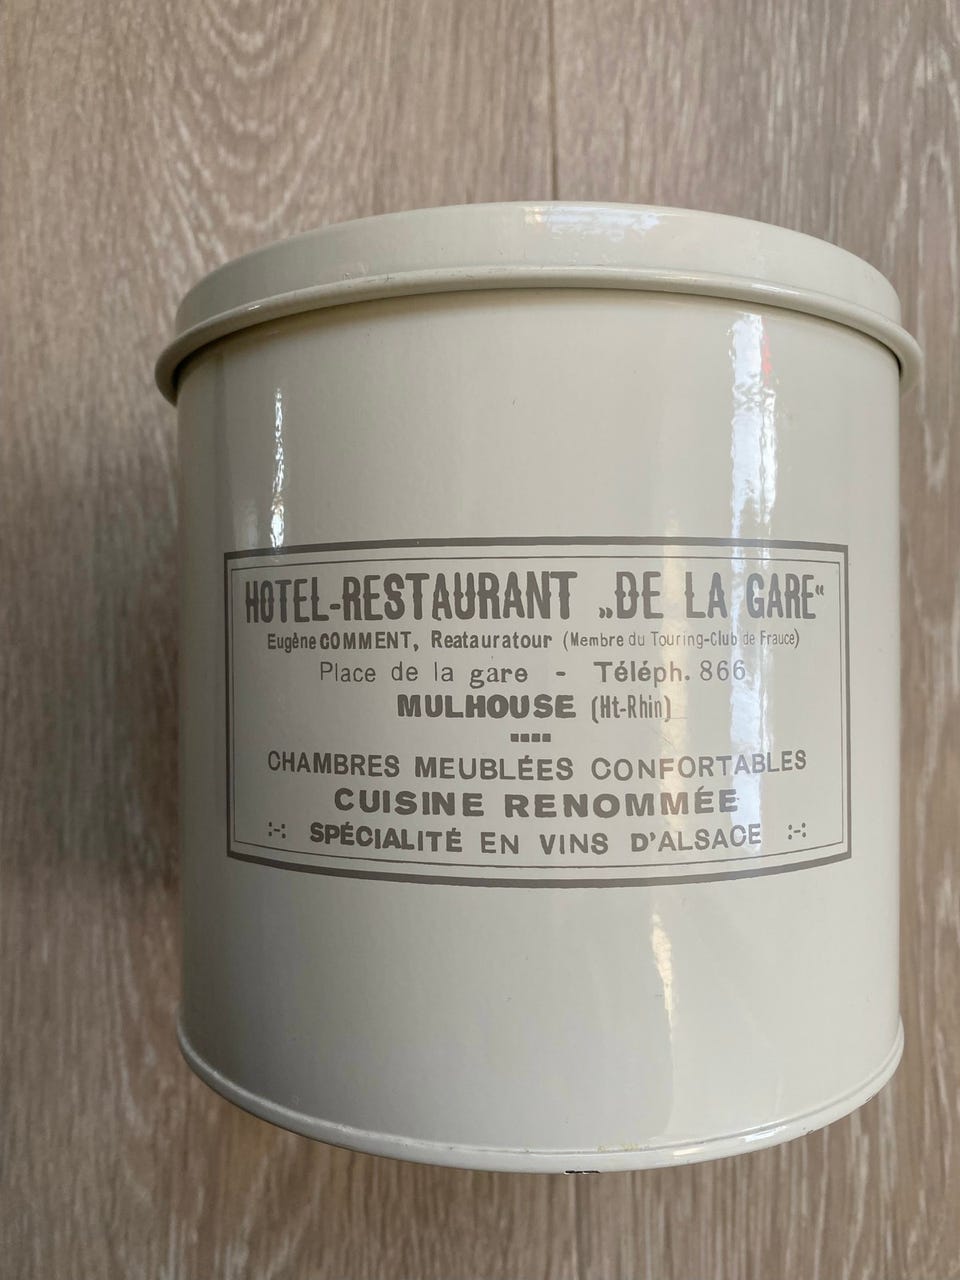 HOTEL-RESTAURANT „DE LA GARE“
Eugène COMMENT, Reatauratour (Membre du Touring-Club de Frauce)
Place de la gare - Téléph. 866
MULHOUSE (Ht-Rhin)
CHAMBRES MEUBLÉES CONFORTABLES
CUISINE RENOMMÉE
:-: SPÉCIALITÉ EN VINS D'ALSACE :-: